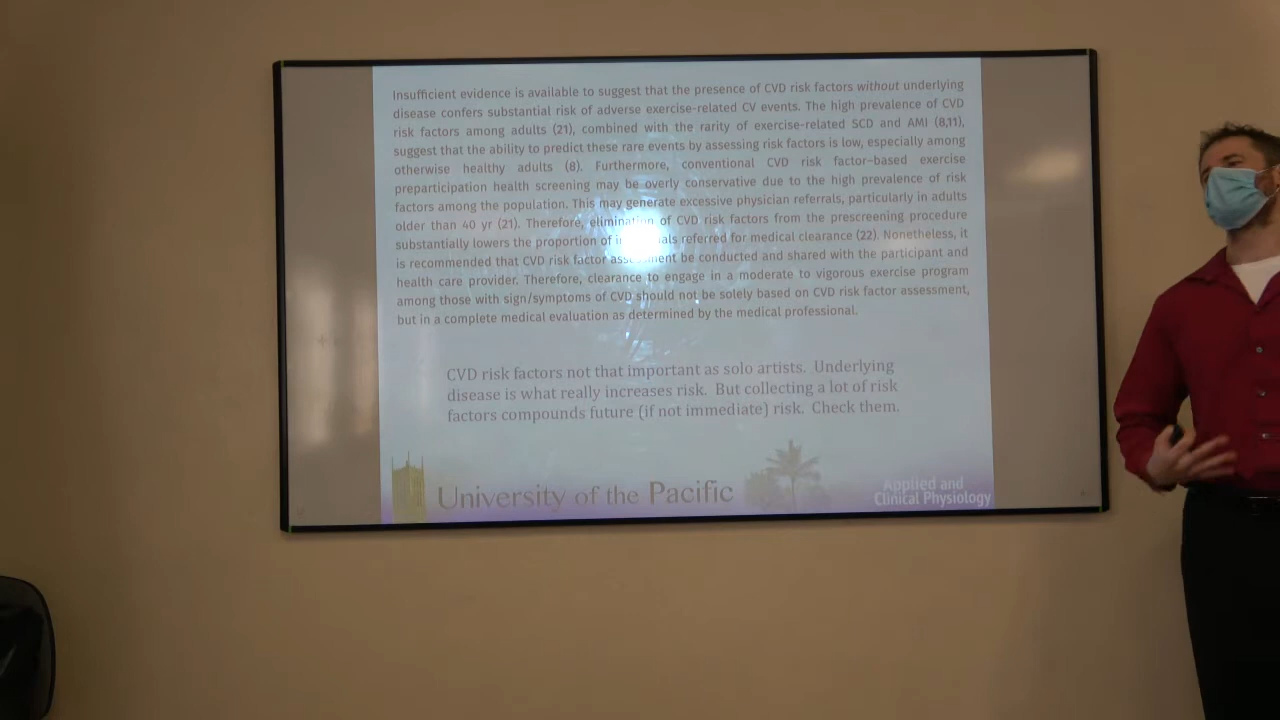 Insufficient evidence is available to suggest that the presence of CVD risk factors without underlying
disease confers substantial risk of adverse exercise-related CV events. The high prevalence of CVD
risk factors among adults (21), combined with the rarity of exercise-related SCD and AMI (8,11),
suggest that the ability to predict these rare events by assessing risk factors is low, especially among
otherwise healthy adults (8). Furthermore, conventional CVD risk factor–based exercise
preparticipation health screening may be overly conservative due to the high prevalence of risk
factors among the population. This may generate excessive physician referrals, particularly in adults
older than 40 yr (21). Therefore, elimination of CVD risk factors from the prescreening procedure
substantially lowers the proportion of referred for medical clearance (22). Nonetheless, it
is recommended that CVD risk factor assessment be conducted and shared with the participant and
health care provider. Therefore, clearance to engage in a moderate to vigorous exercise program
among those with sign/symptoms of CVD should not be solely based on CVD risk factor assessment,
but in a complete medical evaluation as determined by the medical professional.
CVD risk factors not that important as solo artists. Underlying
disease is what really increases risk. But collecting a lot of risk
factors compounds future (if not immediate) risk. Check them.
University of the Pacific
Applied and
Clinical Physiology